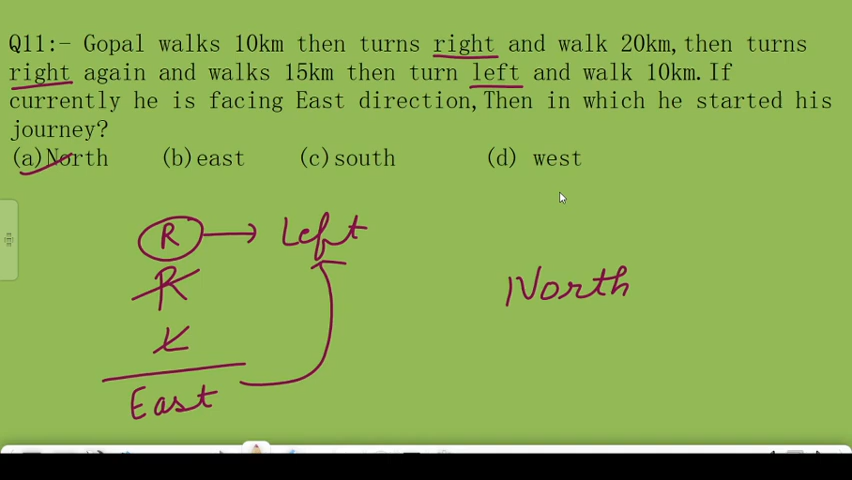 Q11:- Gopal walks 10km then turns right and walk 20km,then turns
right again and walks 15km then turn left and walk 10km.If
currently he is facing East direction,Then in which he started his
journey?
(a)North (b)east (c)south (d) west
R → Left
R
L
East
North